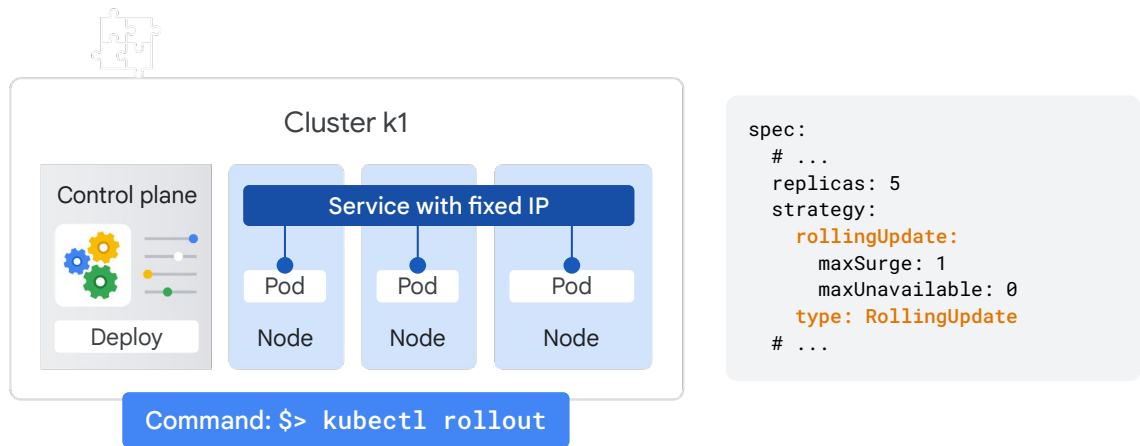 Cluster k1
Control plane
Deploy
Service with fixed IP
Pod
Pod
Pod
Node
Node
Node
Command: $> kubectl rollout
spec:
  # ...
  replicas: 5
  strategy:
    rollingUpdate:
      maxSurge: 1
      maxUnavailable: 0
    type: RollingUpdate
  # ...